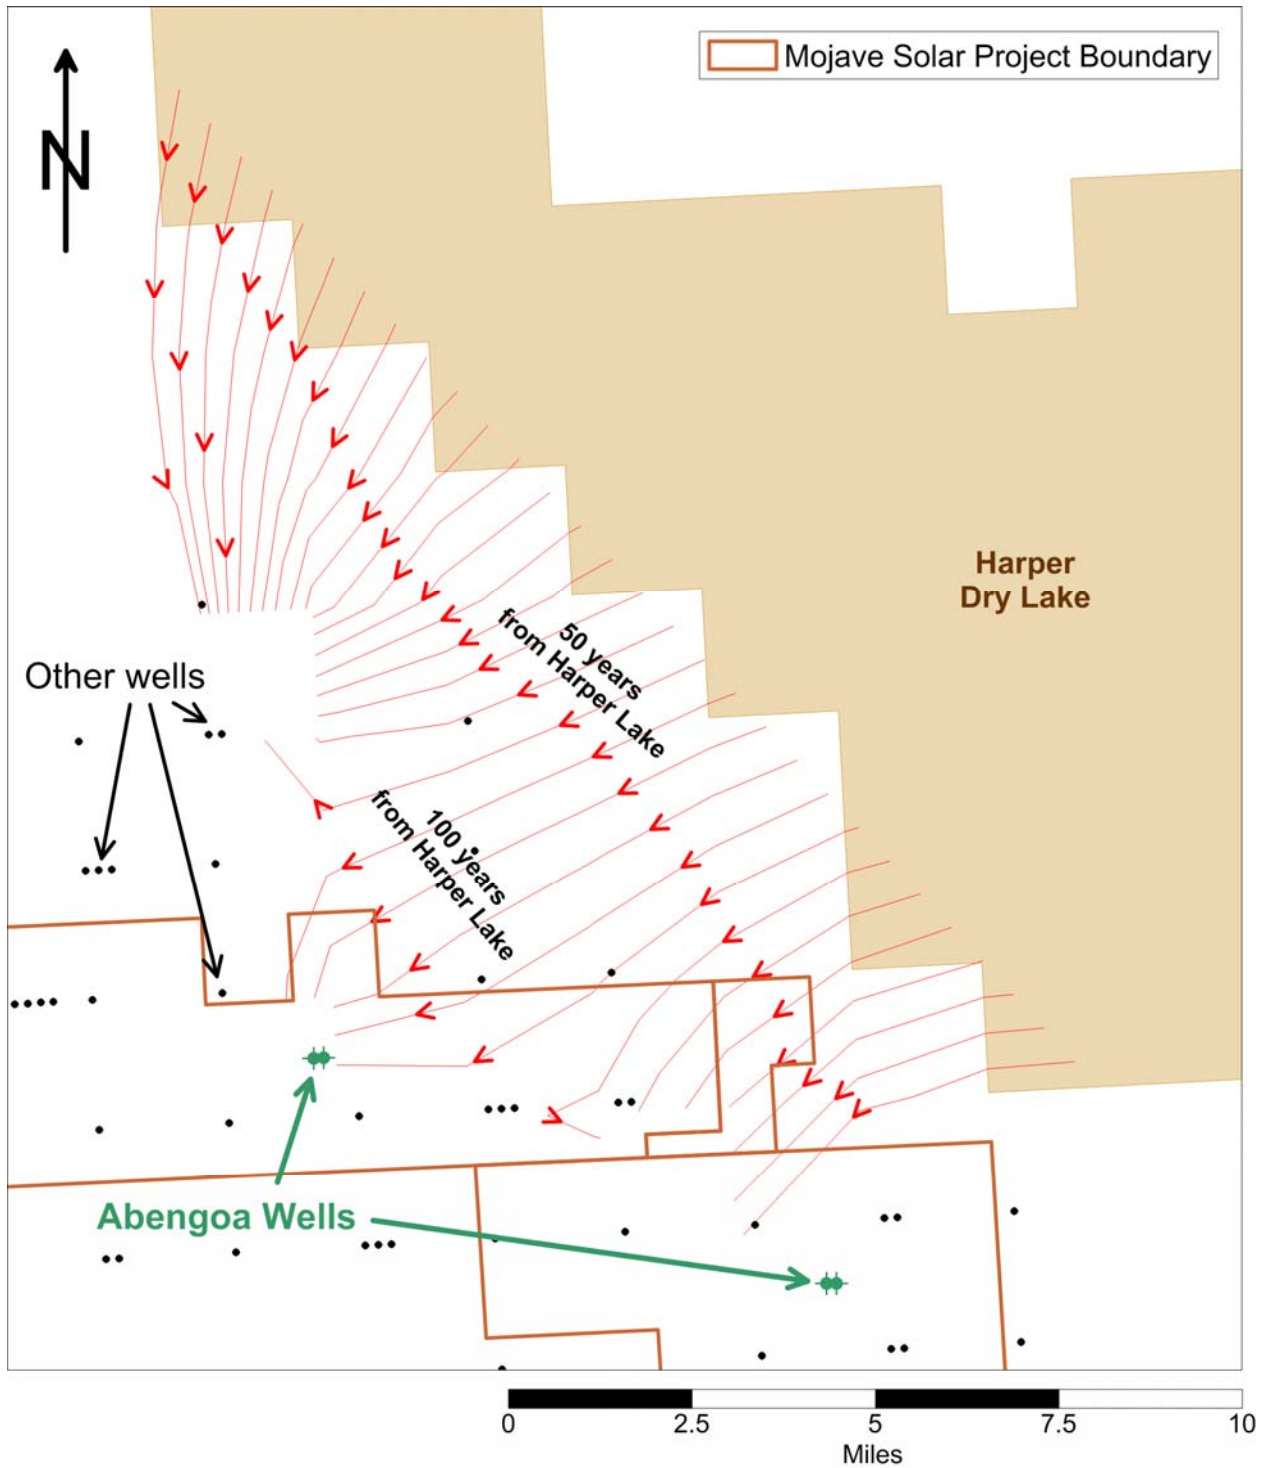 Mojave Solar Project Boundary
N
Harper
Dry Lake
50 years
from Harper Lake
Other wells
100 years
from Harper Lake
Abengoa Wells
0 2.5 5 7.5 10
Miles